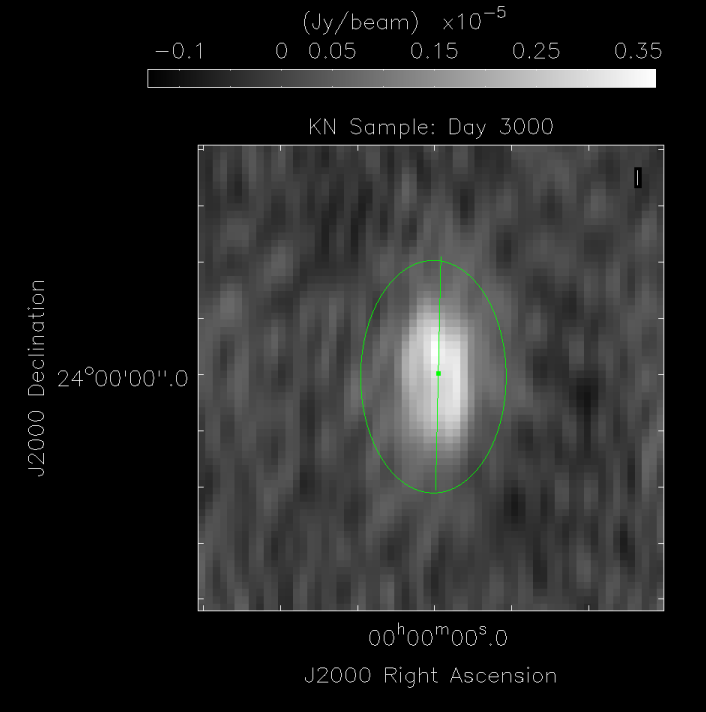 (Jy/beam) x10⁻⁵
−0.1 0 0.05 0.15 0.25 0.35
KN Sample: Day 3000
J2000 Declination
24°00'00".0
00ʰ00ᵐ00ˢ.0
J2000 Right Ascension